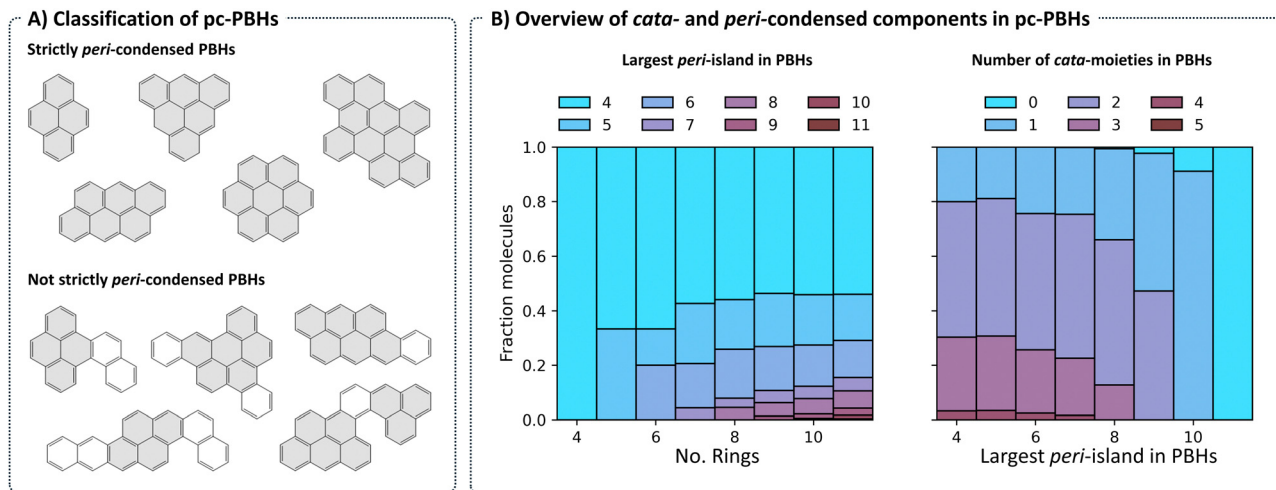 A) Classification of pc-PBHs
Strictly peri-condensed PBHs
Not strictly peri-condensed PBHs
B) Overview of cata- and peri-condensed components in pc-PBHs
Largest peri-island in PBHs
4 6 8 10
5 7 9 11
Fraction molecules
1.0
0.8
0.6
0.4
0.2
0.0
4 6 8 10
No. Rings
Number of cata-moieties in PBHs
0 2 4
1 3 5
4 6 8 10
Largest peri-island in PBHs